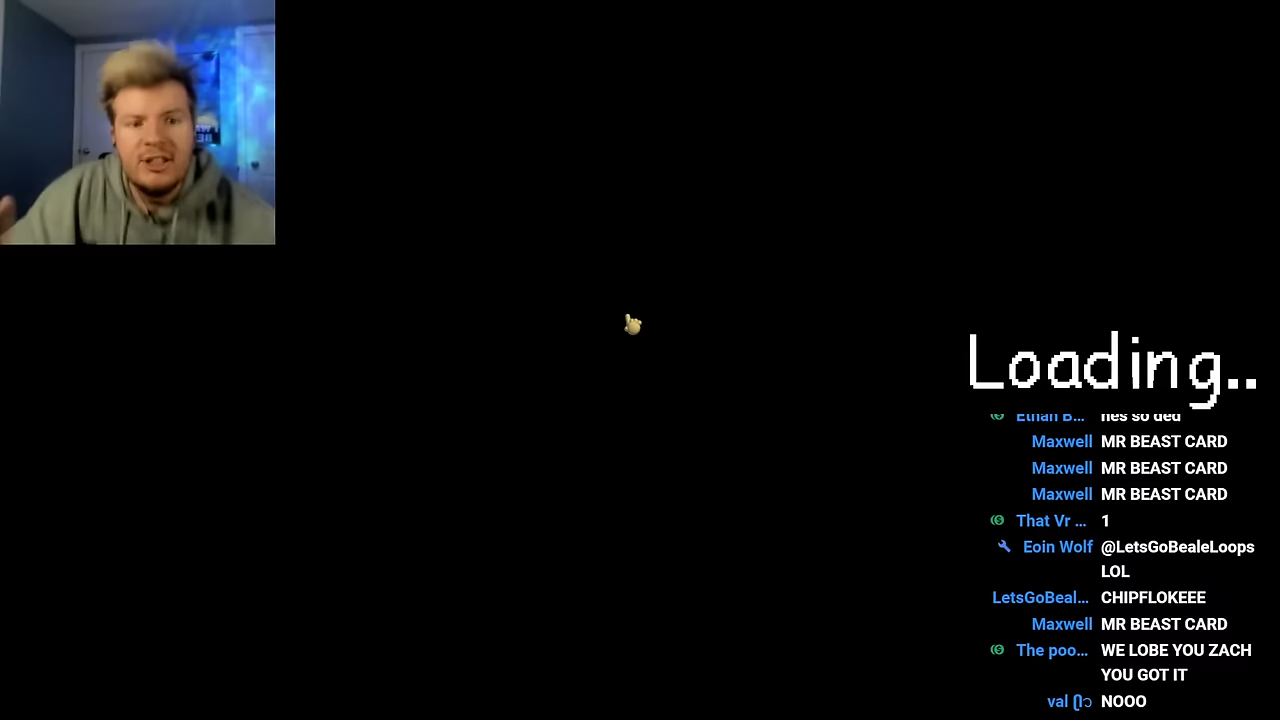 Loading..
Ethan B... hes so ded
Maxwell MR BEAST CARD
Maxwell MR BEAST CARD
Maxwell MR BEAST CARD
That Vr ... 1
Eoin Wolf @LetsGoBealeLoops
LOL
LetsGoBeal... CHIPFLOKEEE
Maxwell MR BEAST CARD
The poo... WE LOBE YOU ZACH
YOU GOT IT
val NOOO